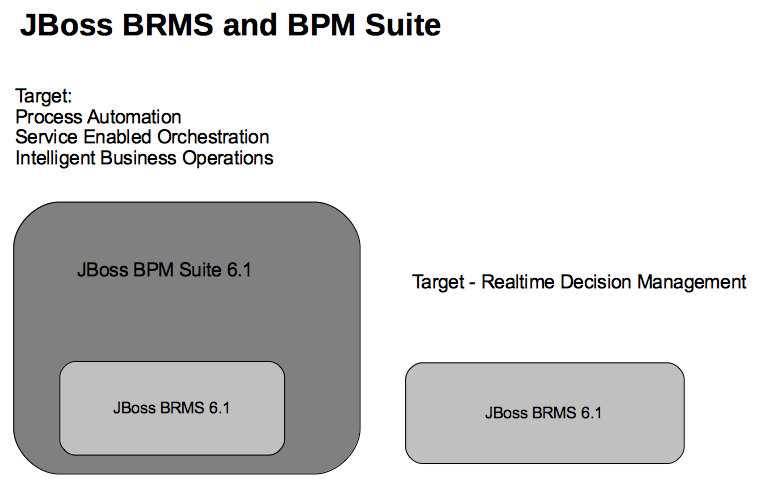 JBoss BRMS and BPM Suite
Target:
Process Automation
Service Enabled Orchestration
Intelligent Business Operations
JBoss BPM Suite 6.1
JBoss BRMS 6.1
Target - Realtime Decision Management
JBoss BRMS 6.1